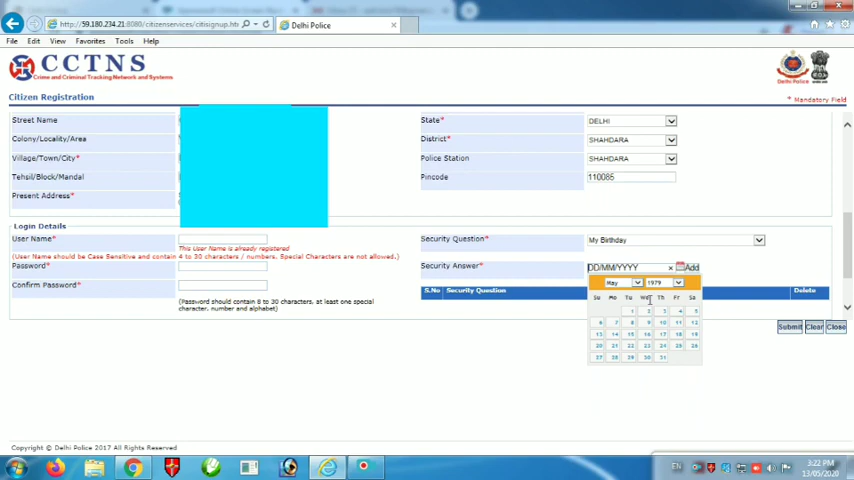 http://59.180.234.21:8080/citizenservices/citisignup.ht
Delhi Police
File Edit View Favorites Tools Help
CCTNS
Crime and Criminal Tracking Network and Systems
Citizen Registration
* Mandatory Field
Street Name
State* DELHI
Colony/Locality/Area
District* SHAHDARA
Village/Town/City*
Police Station SHAHDARA
Tehsil/Block/Mandal
Pincode 110085
Present Address*
Login Details
User Name*
Security Question* My Birthday
This User Name is already registered
(User Name should be Case Sensitive and contain 4 to 30 characters / numbers. Special Characters are not allowed.)
Password*
Security Answer* DD/MM/YYYY × Add
Confirm Password*
May 1979
S.No Security Question Delete
Su Mo Tu We Th Fr Sa
(Password should contain 8 to 30 characters, at least one special
character, number and alphabet)
1 2 3 4 5
6 7 8 9 10 11 12
13 14 15 16 17 18 19
20 21 22 23 24 25 26
27 28 29 30 31
Submit Clear Close
Copyright © Delhi Police 2017 All Rights Reserved
EN
3:22 PM
13/05/2020